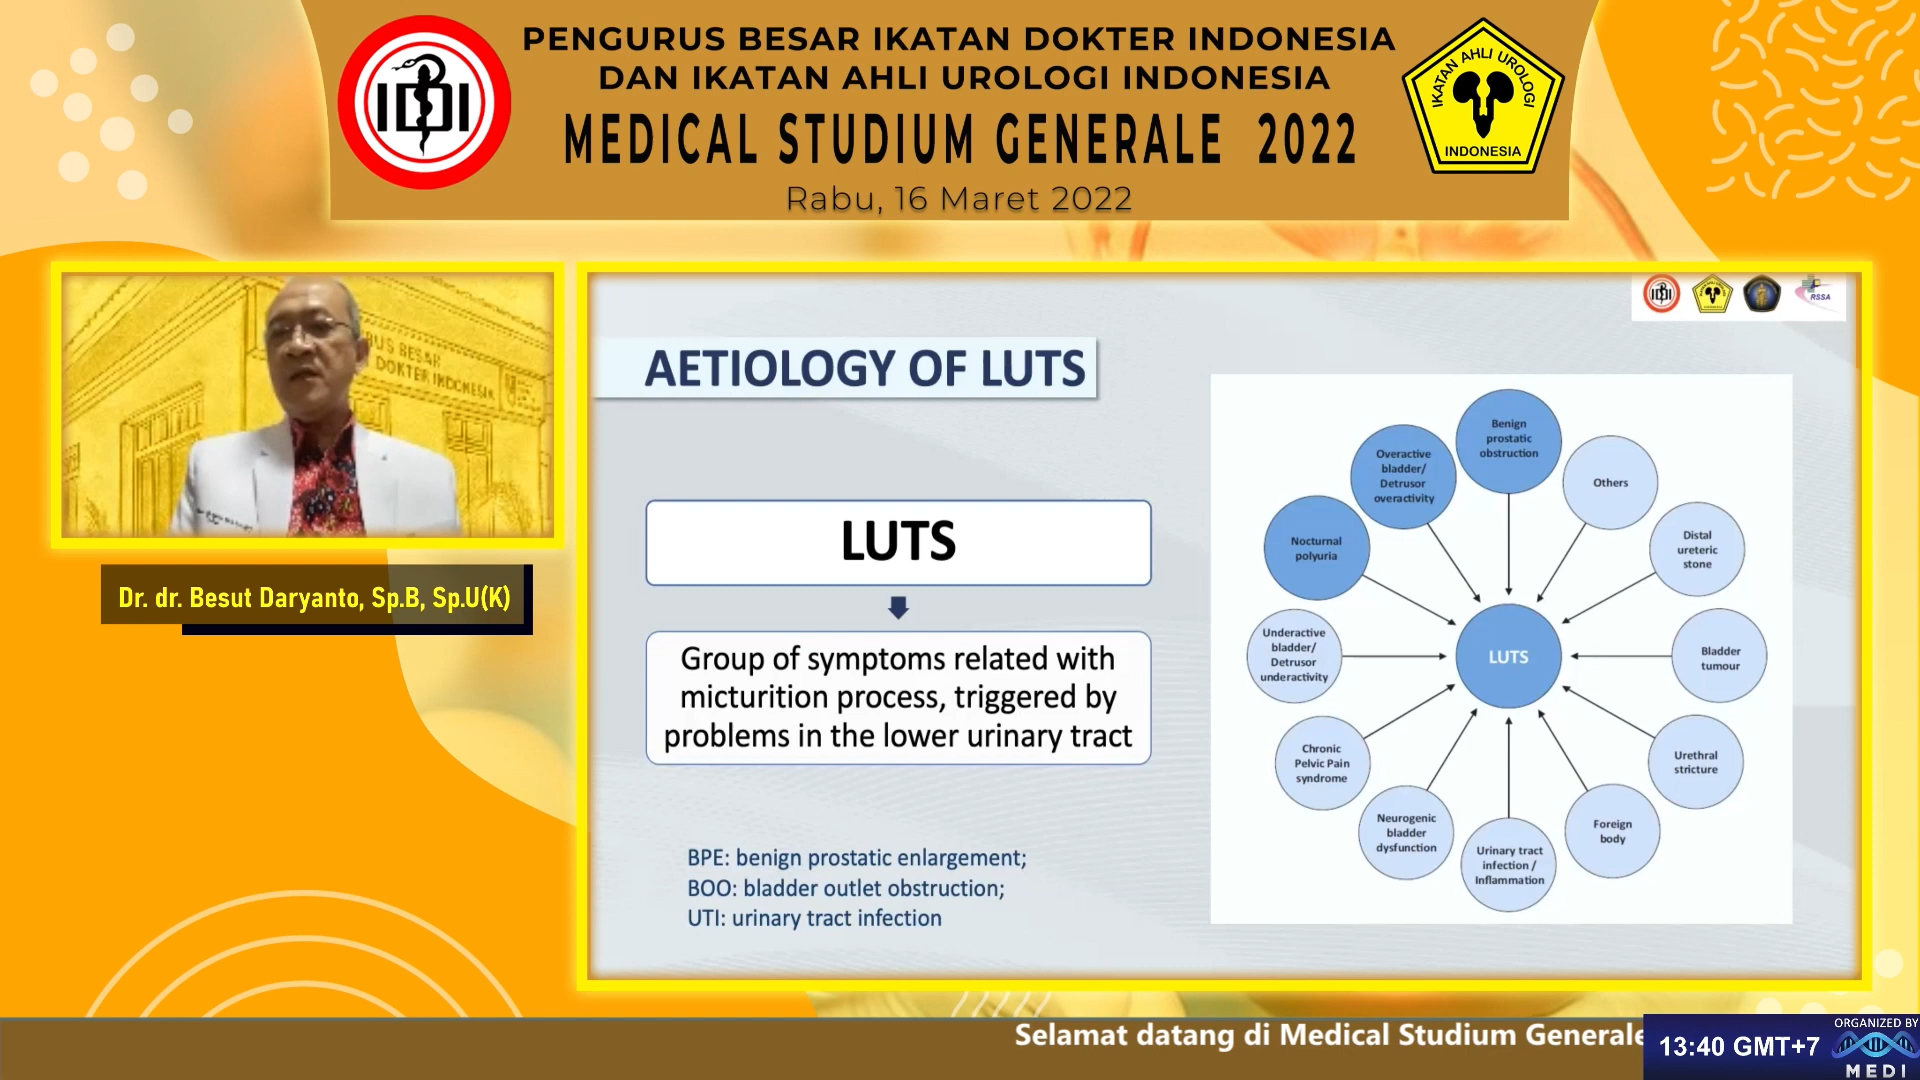 PENGURUS BESAR IKATAN DOKTER INDONESIA
DAN IKATAN AHLI UROLOGI INDONESIA
MEDICAL STUDIUM GENERALE 2022
Rabu, 16 Maret 2022
IDI
IKATAN AHLI UROLOGI
INDONESIA
BUS BESAR
DOKTER INDONESIA
Dr. dr. Besut Daryanto, Sp.B, Sp.U(K)
RSSA
AETIOLOGY OF LUTS
LUTS
Group of symptoms related with
micturition process, triggered by
problems in the lower urinary tract
BPE: benign prostatic enlargement;
BOO: bladder outlet obstruction;
UTI: urinary tract infection
Benign
prostatic
obstruction
Others
Distal
ureteric
stone
Bladder
tumour
Urethral
stricture
Foreign
body
Urinary tract
infection /
Inflammation
Neurogenic
bladder
dysfunction
Chronic
Pelvic Pain
syndrome
Underactive
bladder/
Detrusor
underactivity
Nocturnal
polyuria
Overactive
bladder/
Detrusor
overactivity
LUTS
Selamat datang di Medical Studium Generale
13:40 GMT+7
ORGANIZED BY
MEDI